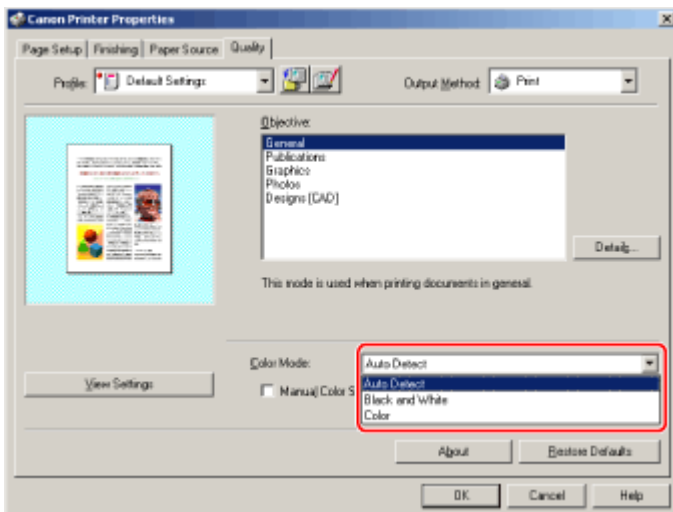 Canon Printer Properties
Page Setup Finishing Paper Source Quality
Profile: Default Settings Output Method: Print
Objective:
General
Publications
Graphics
Photos
Designs [CAD]
Details...
This mode is used when printing documents in general.
Color Mode: Auto Detect
Auto Detect
View Settings
Manual Color S
Black and White
Color
About Restore Defaults
OK Cancel Help